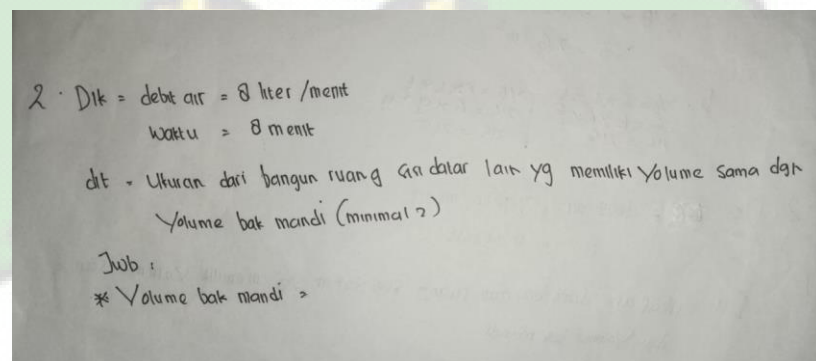 2. Dik = debit air = 8 liter/menit
Waktu = 8 menit
dit = Ukuran dari bangun ruang sisi datar lain yg memiliki Volume sama dgn
Volume bak mandi (minimal 2)
Jwb :
* Volume bak mandi =